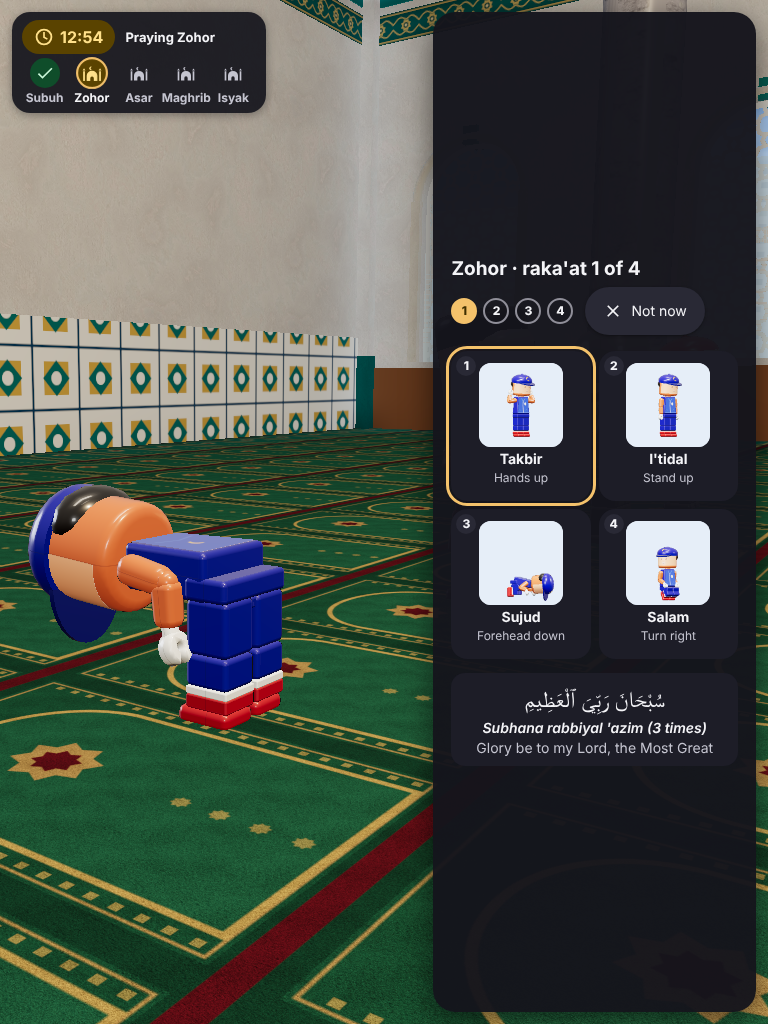 12:54 Praying Zohor
Subuh Zohor Asar Maghrib Isyak
Zohor · raka'at 1 of 4
1 2 3 4 Not now
1
Takbir
Hands up
2
I'tidal
Stand up
3
Sujud
Forehead down
4
Salam
Turn right
سُبْحَانَ رَبِّيَ ٱلْعَظِيمِ
Subhana rabbiyal 'azim (3 times)
Glory be to my Lord, the Most Great